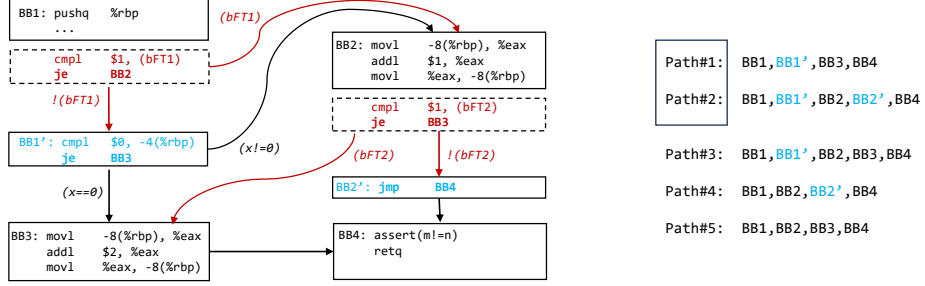 BB1: pushq %rbp
...
(bFT1)
cmpl $1, (bFT1)
je BB2
!(bFT1)
BB1’: cmpl $0, -4(%rbp)
je BB3
(x!=0)
(x==0)
BB3: movl -8(%rbp), %eax
addl $2, %eax
movl %eax, -8(%rbp)
BB2: movl -8(%rbp), %eax
addl $1, %eax
movl %eax, -8(%rbp)
cmpl $1, (bFT2)
je BB3
(bFT2)
!(bFT2)
BB2’: jmp BB4
BB4: assert(m!=n)
retq
Path#1: BB1,BB1’,BB3,BB4
Path#2: BB1,BB1’,BB2,BB2’,BB4
Path#3: BB1,BB1’,BB2,BB3,BB4
Path#4: BB1,BB2,BB2’,BB4
Path#5: BB1,BB2,BB3,BB4